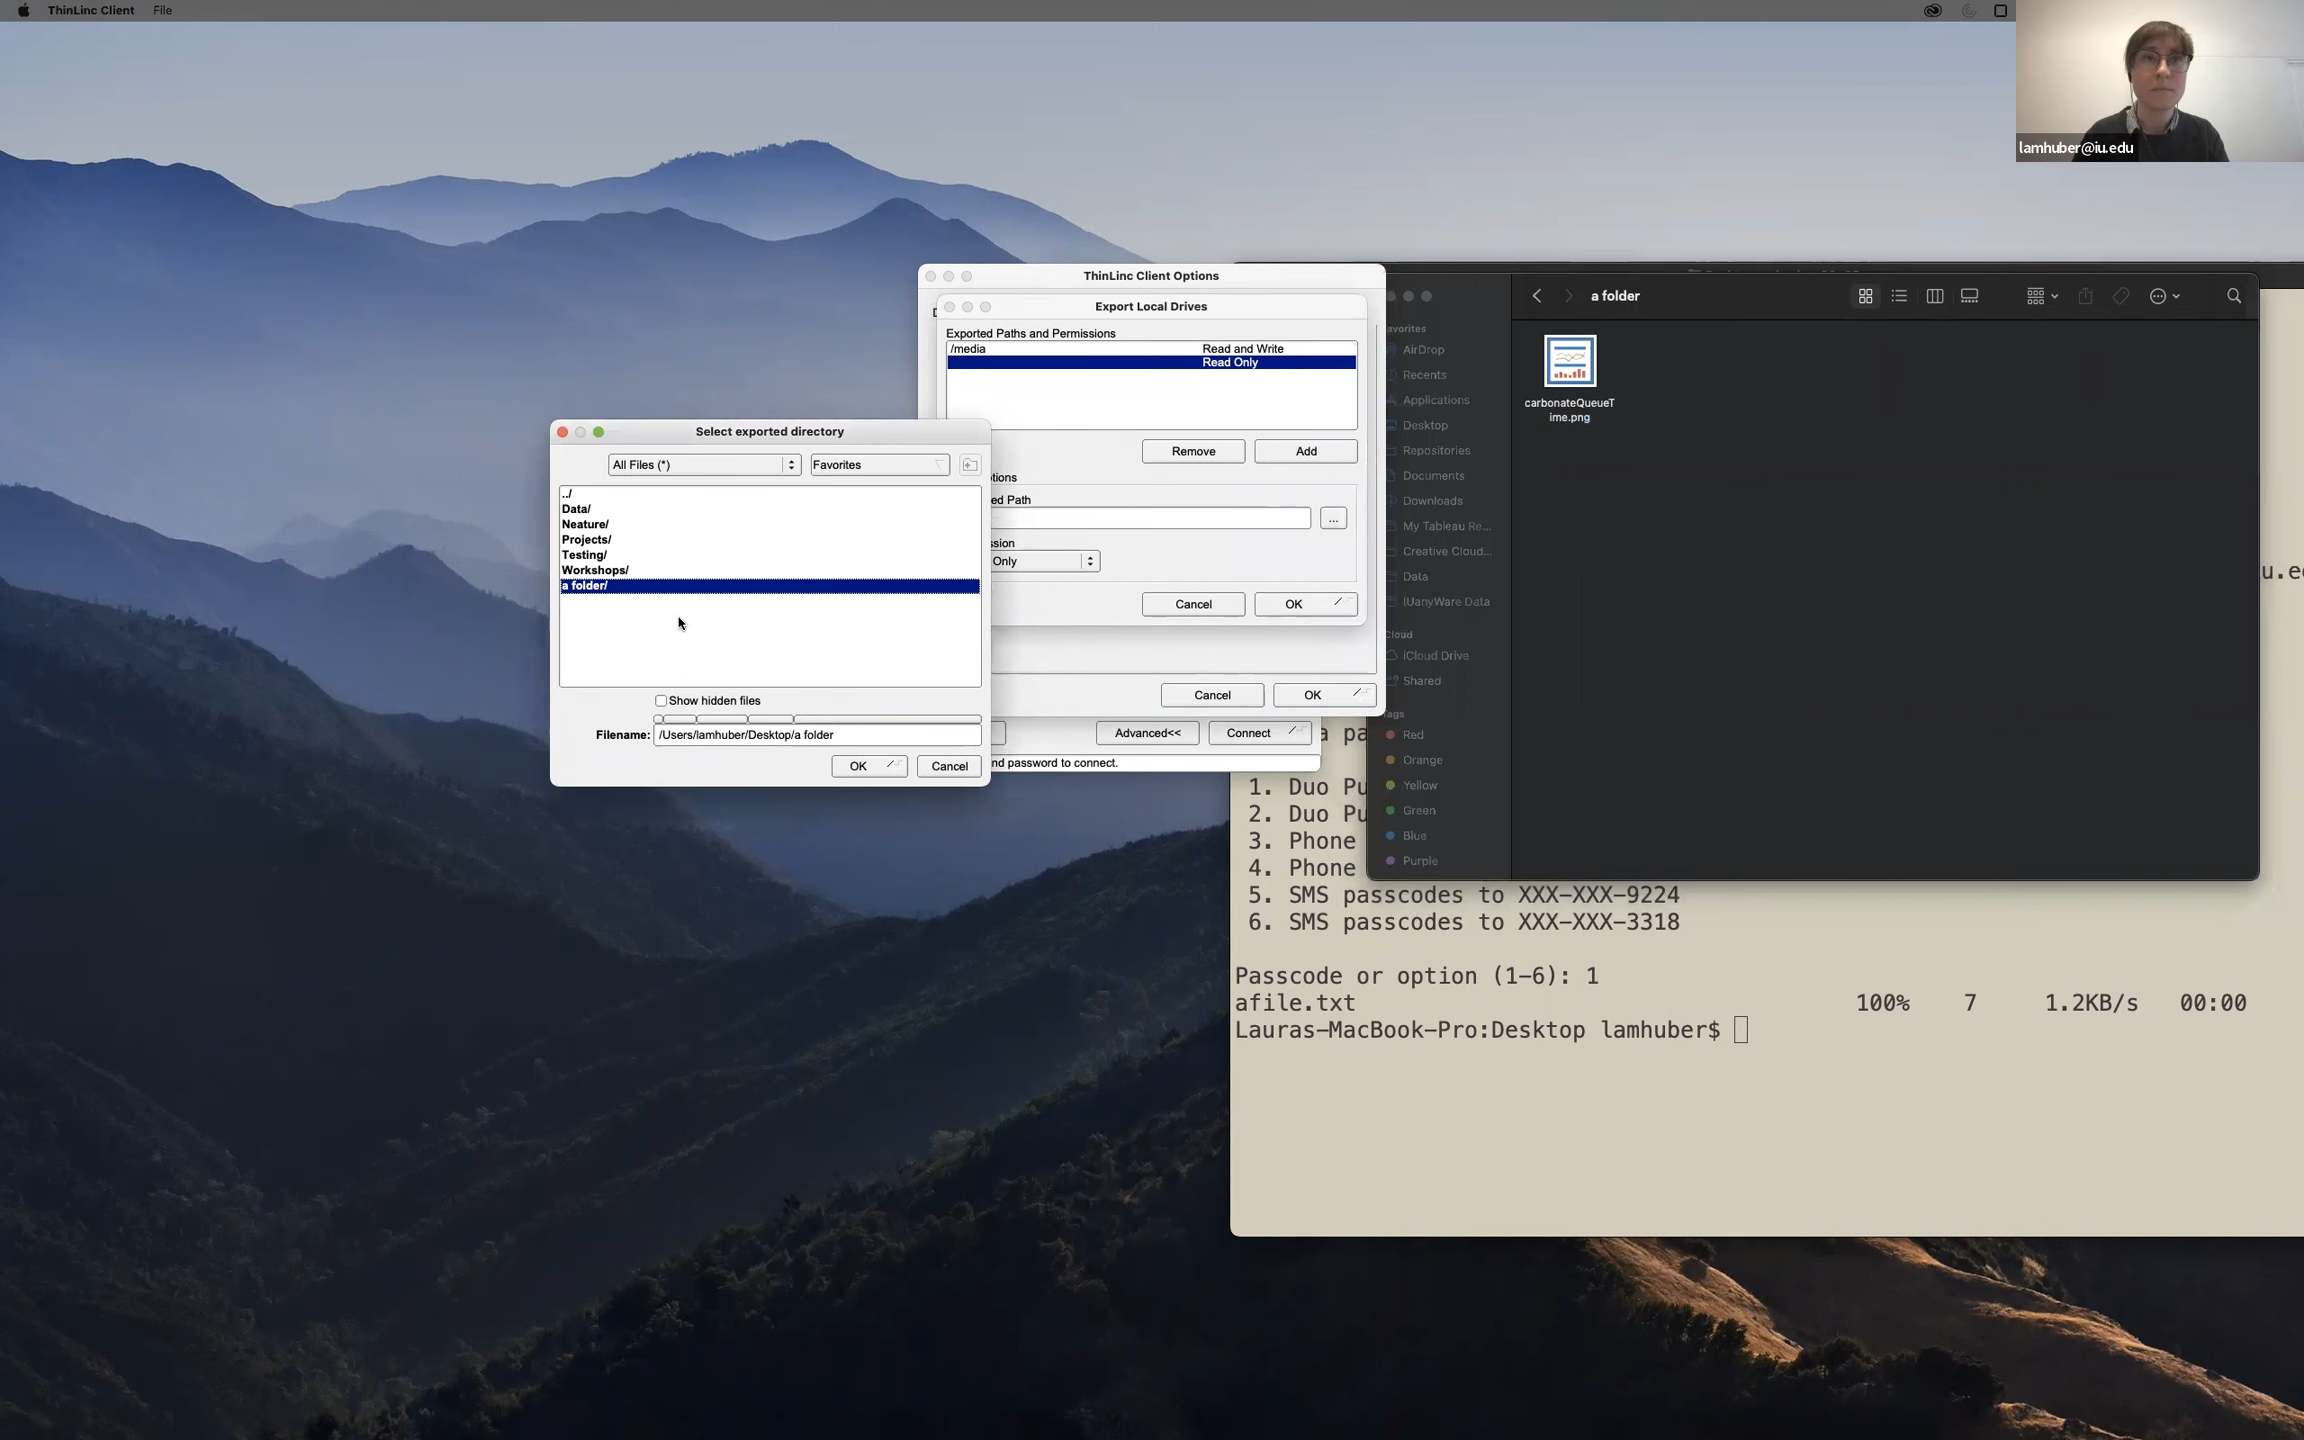 ThinLinc Client File
lamhuber@iu.edu
ThinLinc Client Options
Export Local Drives
Exported Paths and Permissions
/media Read and Write
Read Only
Remove Add
tions
ed Path
...
ssion
Only
Cancel OK
Cancel OK
Advanced<< Connect
nd password to connect.
Select exported directory
All Files (*) Favorites
../
Data/
Neature/
Projects/
Testing/
Workshops/
a folder/
Show hidden files
Filename: /Users/lamhuber/Desktop/a folder
OK Cancel
a folder
avorites
AirDrop
Recents
Applications
Desktop
Repositories
Documents
Downloads
My Tableau Re...
Creative Cloud...
Data
IUanyWare Data
Cloud
iCloud Drive
Shared
Tags
Red
Orange
Yellow
Green
Blue
Purple
carbonateQueueT
ime.png
u.e
a pa
1. Duo Pu
2. Duo Pu
3. Phone
4. Phone
5. SMS passcodes to XXX-XXX-9224
6. SMS passcodes to XXX-XXX-3318
Passcode or option (1-6): 1
afile.txt 100% 7 1.2KB/s 00:00
Lauras-MacBook-Pro:Desktop lamhuber$